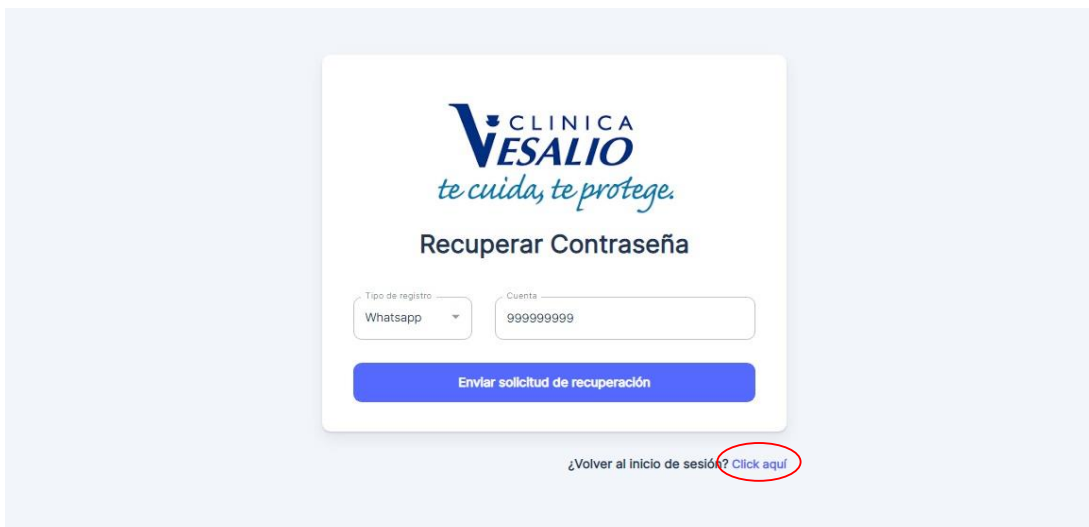 CLINICA
VESALIO
te cuida, te protege.
Recuperar Contraseña
Tipo de registro
Whatsapp
Cuenta
999999999
Enviar solicitud de recuperación
¿Volver al inicio de sesión? Click aquí